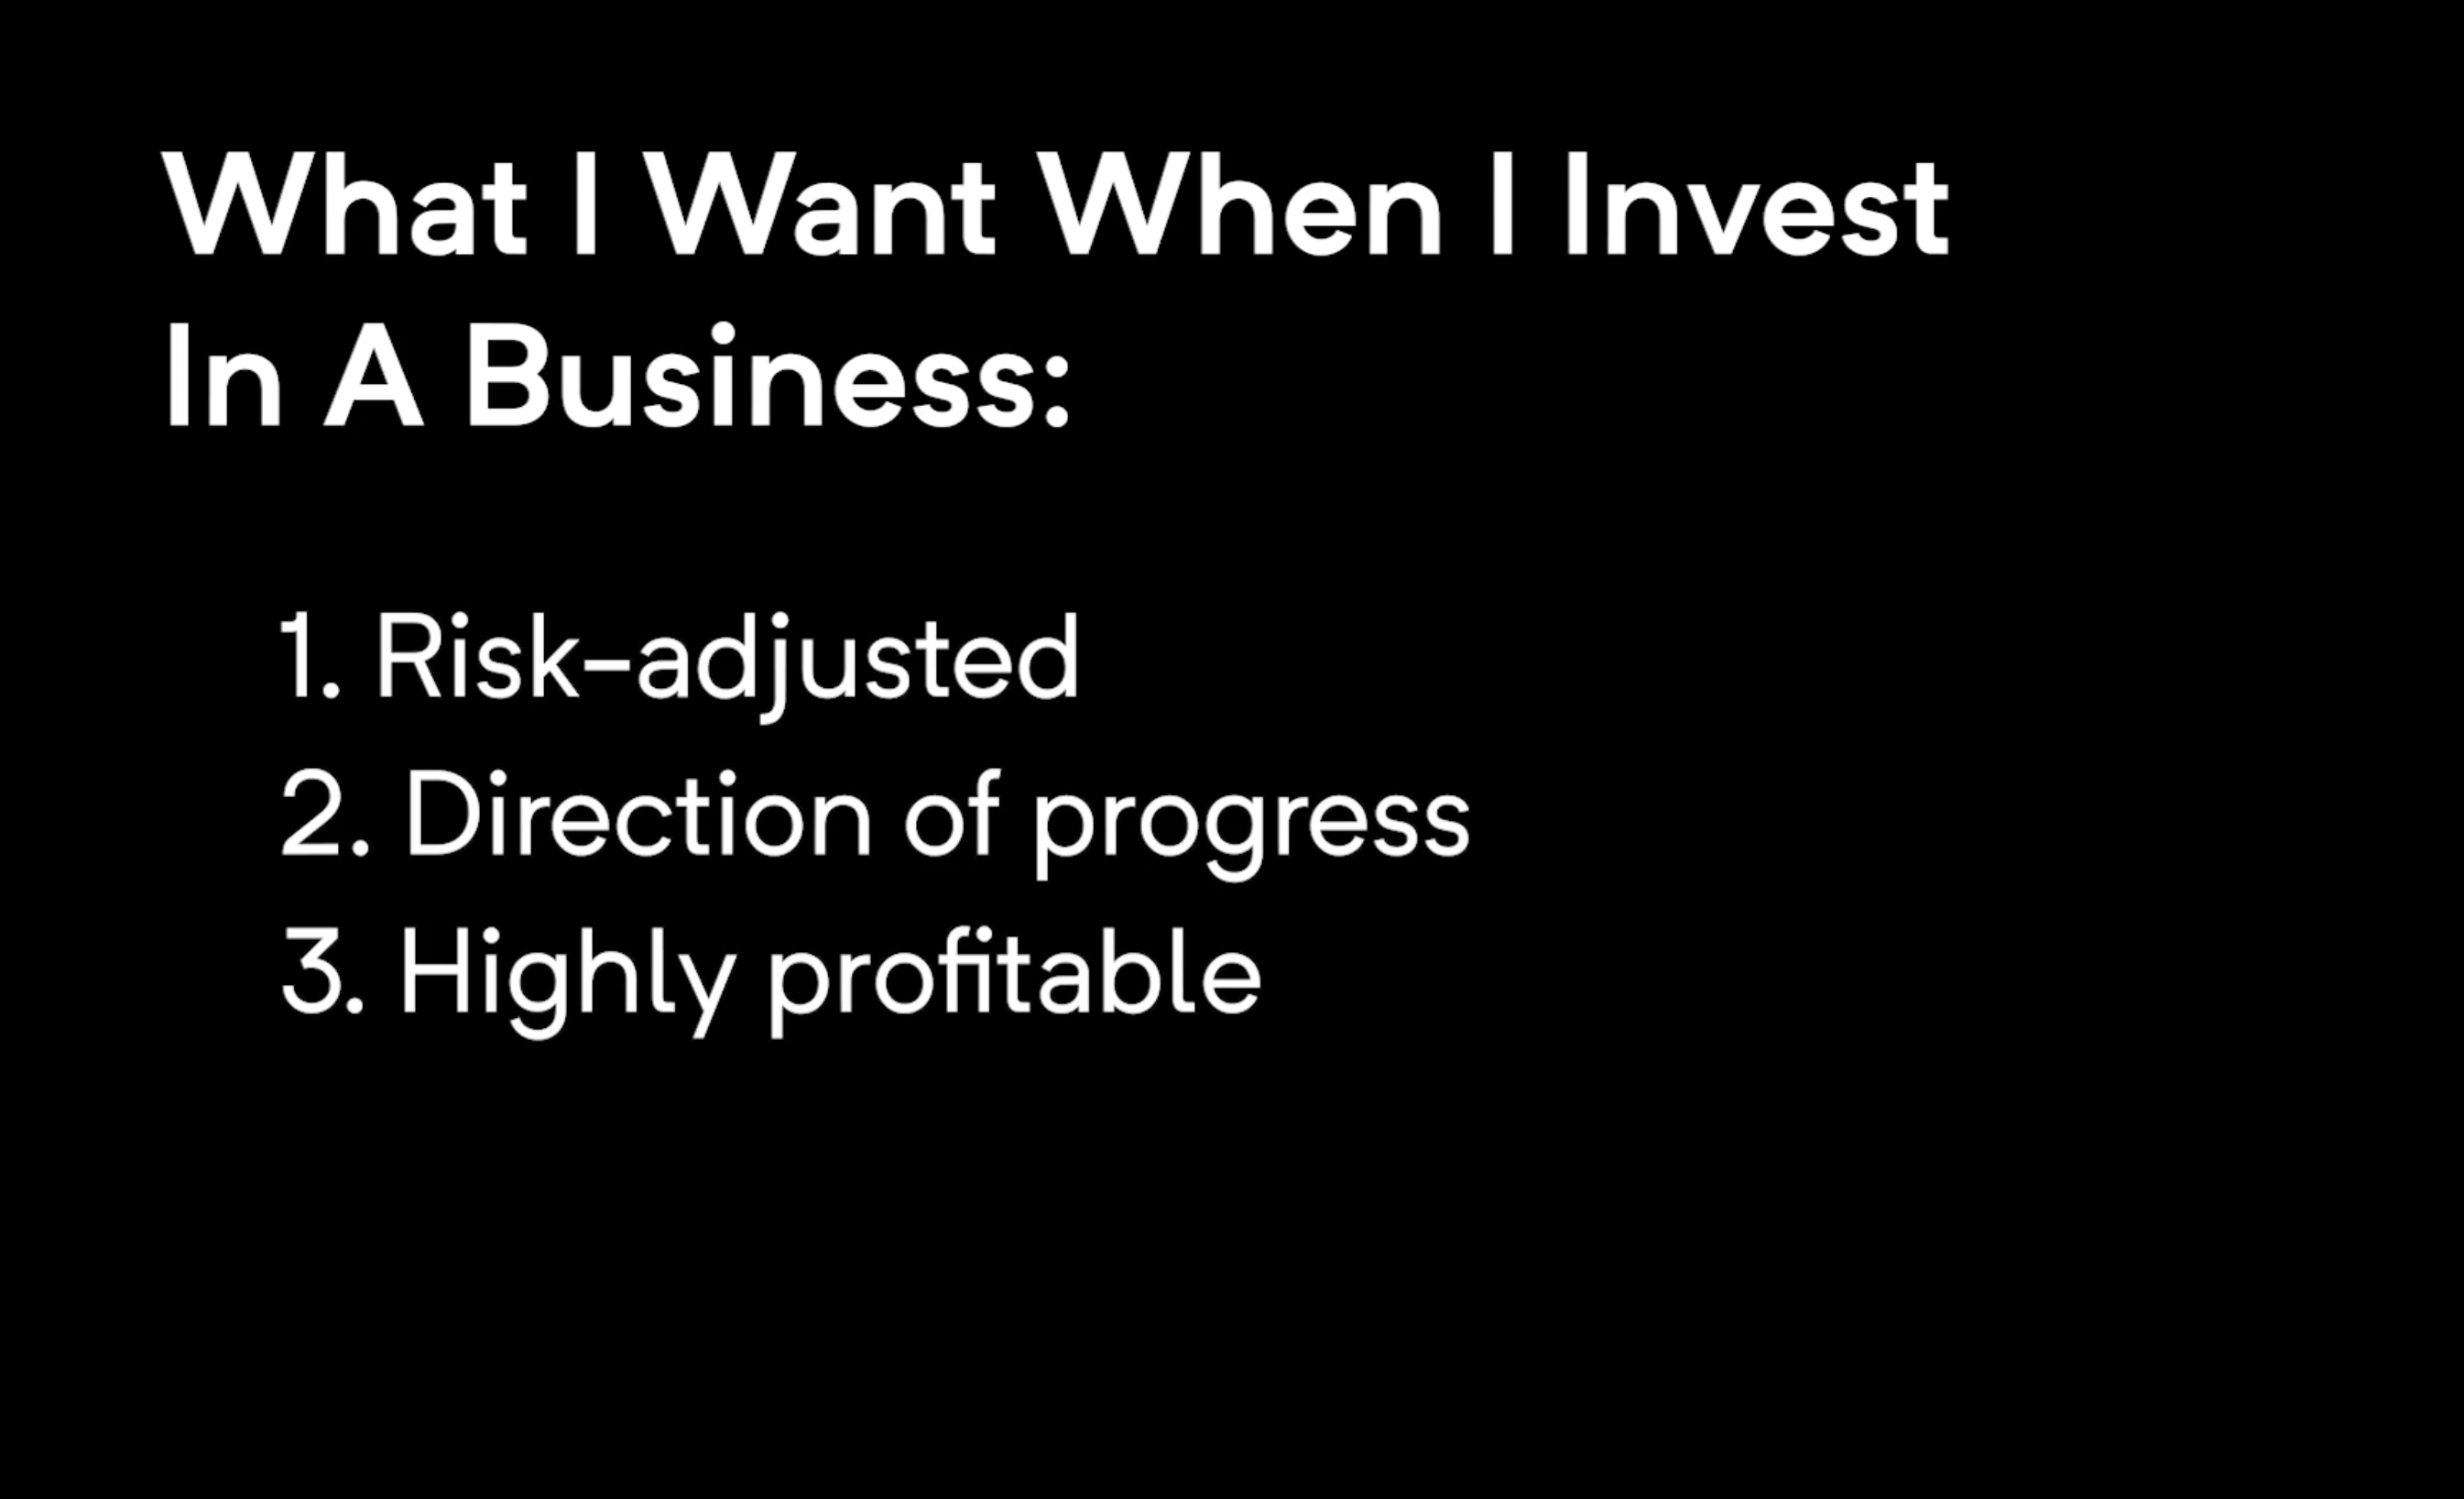 What I Want When I Invest
In A Business:
1. Risk-adjusted
2. Direction of progress
3. Highly profitable